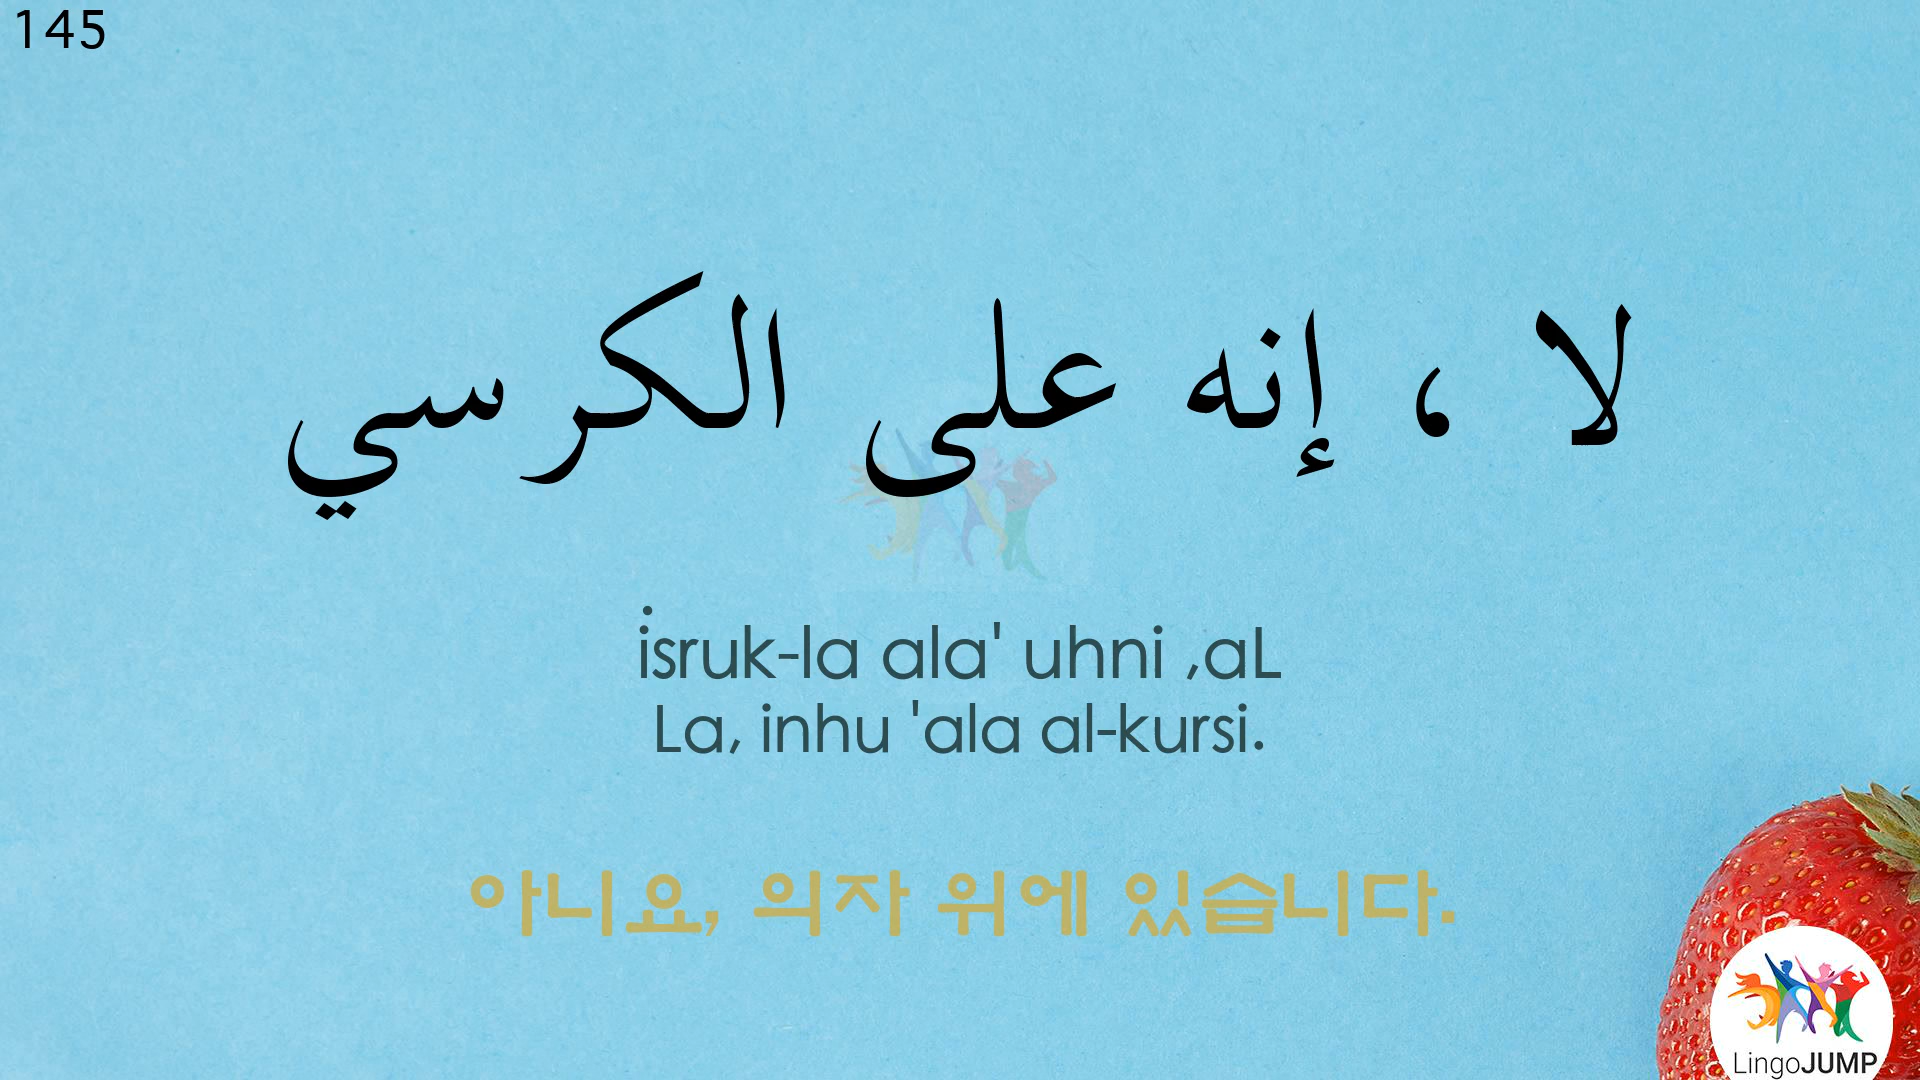 145
لا ، إنه على الكرسي
i̇sruk-la ala' uhni ,aL
La, inhu 'ala al-kursi.
아니요, 의자 위에 있습니다.
LingoJUMP